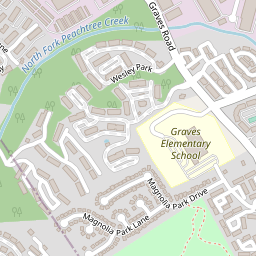 North Fork Peachtree Creek
Graves Road
Wesley Park
Graves
Elementary
School
Magnolia Park Drive
Magnolia
Park Lane